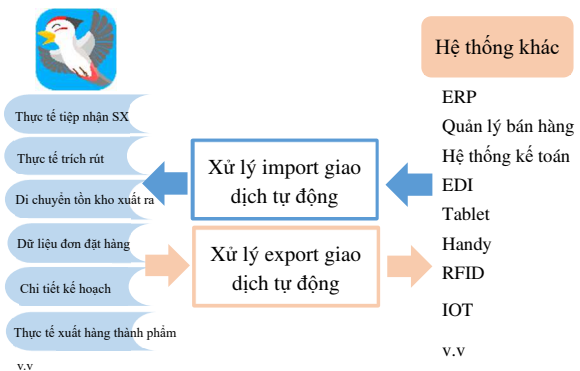 Thực tế tiệp nhận SX
Thực tế trích rút
Di chuyển tồn kho xuất ra
Dữ liệu đơn đặt hàng
Chi tiết kế hoạch
Thực tế xuất hàng thành phẩm
v.v
Xử lý import giao
dịch tự động
Xử lý export giao
dịch tự động
Hệ thống khác
ERP
Quản lý bán hàng
Hệ thống kế toán
EDI
Tablet
Handy
RFID
IOT
v.v